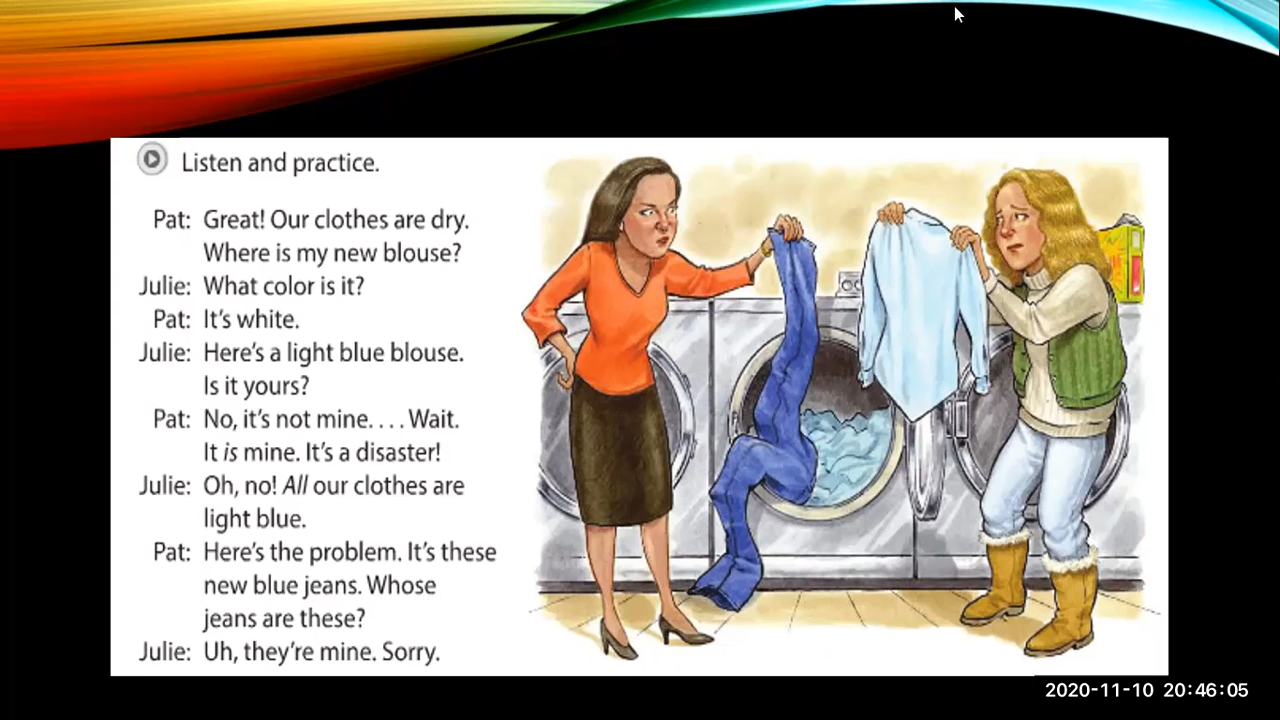 Listen and practice.
Pat: Great! Our clothes are dry.
Where is my new blouse?
Julie: What color is it?
Pat: It's white.
Julie: Here's a light blue blouse.
Is it yours?
Pat: No, it's not mine. . . . Wait.
It is mine. It's a disaster!
Julie: Oh, no! All our clothes are
light blue.
Pat: Here's the problem. It's these
new blue jeans. Whose
jeans are these?
Julie: Uh, they're mine. Sorry.
2020-11-10 20:46:05